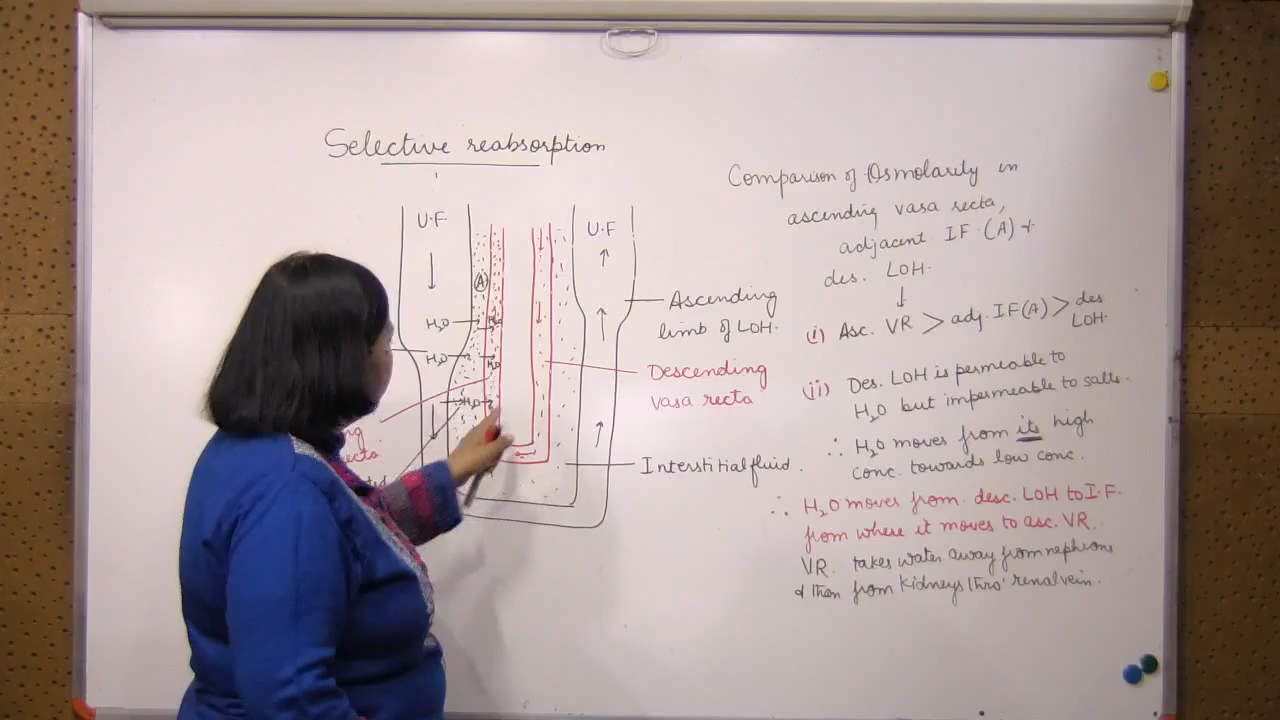 Selective reabsorption
U.F
U.F
A
H₂O
H₂O
H₂O
H₂O
Ascending
limb of LOH.
Descending
vasa recta
Interstitial fluid.
Comparison of Osmolarity in
ascending vasa recta,
adjacent IF (A) +
des. LOH.
↓
(i) Asc. VR > adj. IF(A) > des LOH.
(ii) Des. LOH is permeable to
H₂O but impermeable to salts.
∴ H₂O moves from its high
conc. towards low conc.
∴ H₂O moves from desc. LOH to I.F.
from where it moves to asc. VR.
VR. takes water away from nephrons
& then from kidneys thro' renal vein.